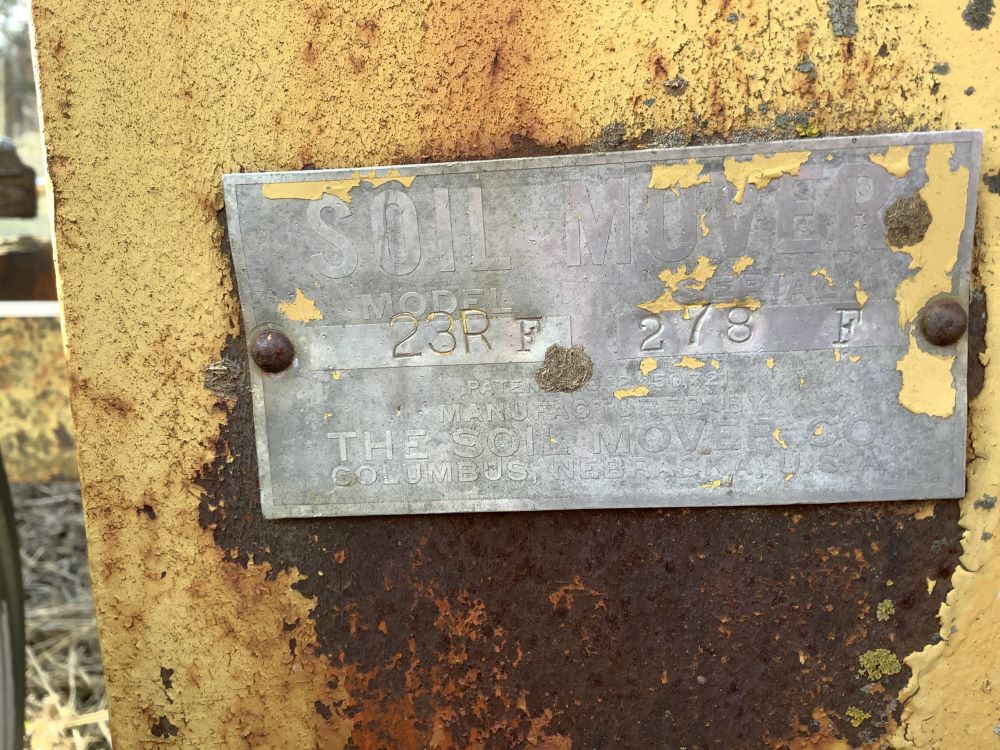 SOIL MOVER
MODEL SERIAL
23R F 278 F
MANUFACTURED BY
THE SOIL MOVER CO.
COLUMBUS, NEBRASKA, U.S.A.